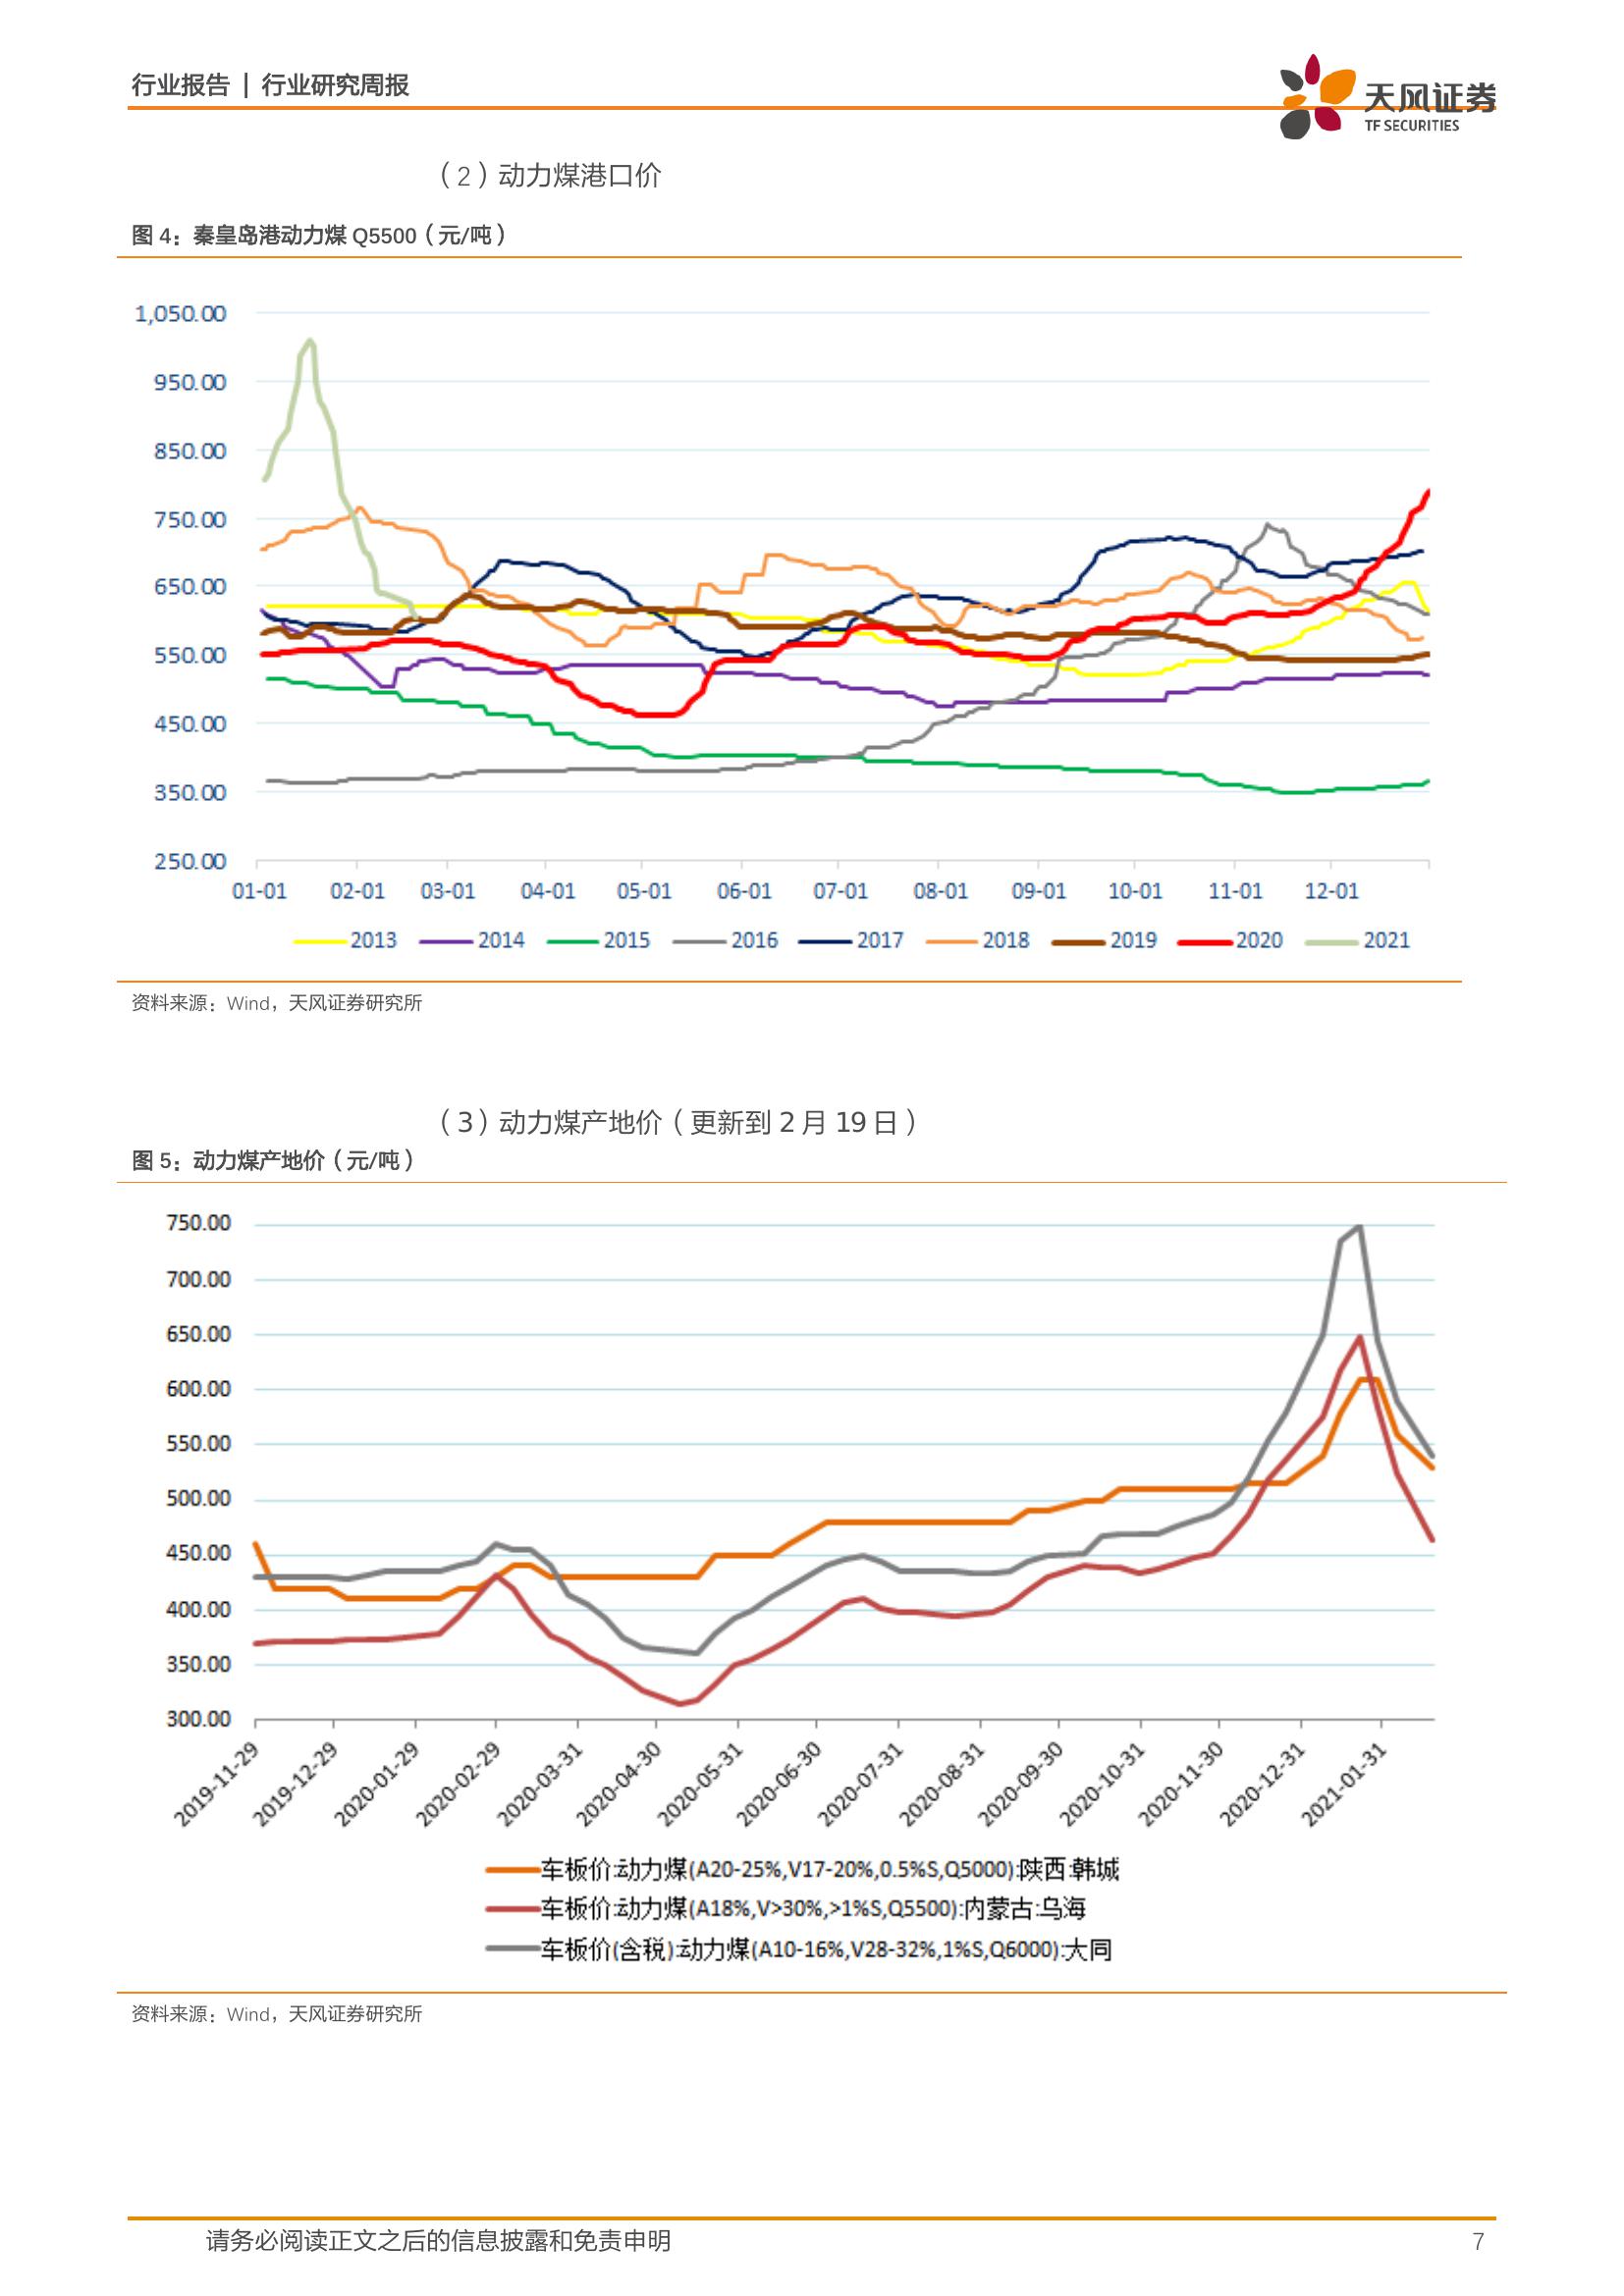 行业报告 | 行业研究周报
天风证券
TF SECURITIES
（2）动力煤港口价
图 4：秦皇岛港动力煤 Q5500（元/吨）
1,050.00
950.00
850.00
750.00
650.00
550.00
450.00
350.00
250.00
01-01 02-01 03-01 04-01 05-01 06-01 07-01 08-01 09-01 10-01 11-01 12-01
2013 2014 2015 2016 2017 2018 2019 2020 2021
资料来源：Wind，天风证券研究所
（3）动力煤产地价（更新到 2 月 19 日）
图 5：动力煤产地价（元/吨）
750.00
700.00
650.00
600.00
550.00
500.00
450.00
400.00
350.00
300.00
2019-11-29 2019-12-29 2020-01-29 2020-02-29 2020-03-31 2020-04-30 2020-05-31 2020-06-30 2020-07-31 2020-08-31 2020-09-30 2020-10-31 2020-11-30 2020-12-31 2021-01-31
车板价:动力煤(A20-25%,V17-20%,0.5%S,Q5000):陕西:韩城
车板价:动力煤(A18%,V>30%,>1%S,Q5500):内蒙古:乌海
车板价(含税):动力煤(A10-16%,V28-32%,1%S,Q6000):大同
资料来源：Wind，天风证券研究所
请务必阅读正文之后的信息披露和免责申明 7